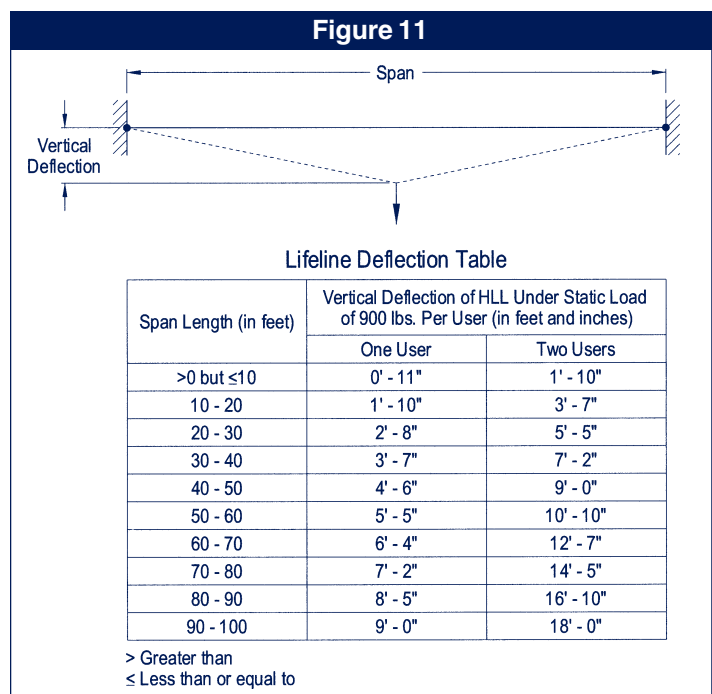 Figure 11
Span
Vertical
Deflection
Lifeline Deflection Table
Span Length (in feet)
Vertical Deflection of HLL Under Static Load
of 900 lbs. Per User (in feet and inches)
One User Two Users
>0 but ≤10 0' - 11" 1' - 10"
10 - 20 1' - 10" 3' - 7"
20 - 30 2' - 8" 5' - 5"
30 - 40 3' - 7" 7' - 2"
40 - 50 4' - 6" 9' - 0"
50 - 60 5' - 5" 10' - 10"
60 - 70 6' - 4" 12' - 7"
70 - 80 7' - 2" 14' - 5"
80 - 90 8' - 5" 16' - 10"
90 - 100 9' - 0" 18' - 0"
> Greater than
≤ Less than or equal to